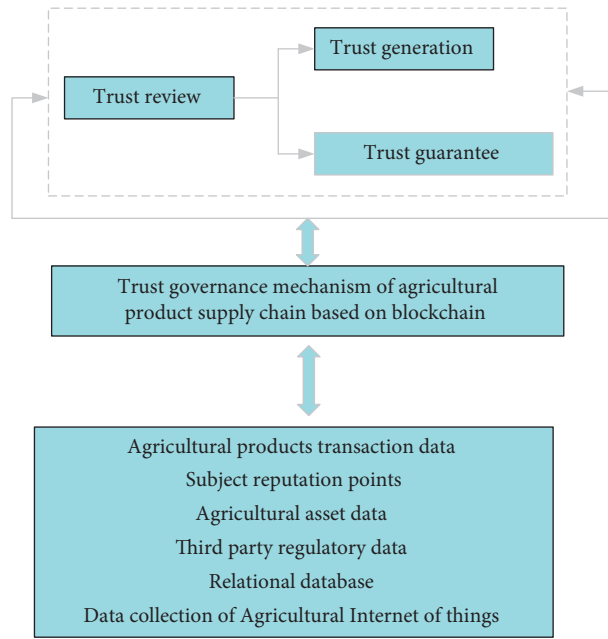 Trust generation
Trust review
Trust guarantee
Trust governance mechanism of agricultural
product supply chain based on blockchain
Agricultural products transaction data
Subject reputation points
Agricultural asset data
Third party regulatory data
Relational database
Data collection of Agricultural Internet of things